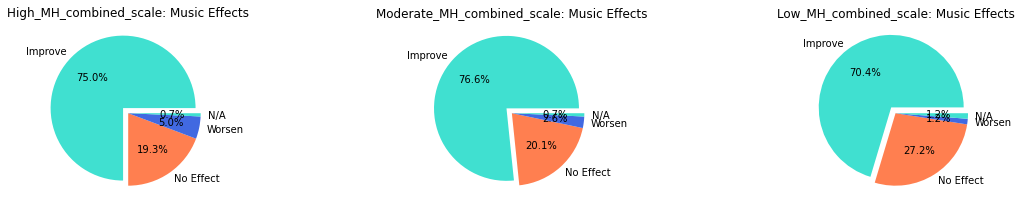 High_MH_combined_scale: Music Effects
Improve
75.0%
0.7%
N/A
5.0%
Worsen
19.3%
No Effect
Moderate_MH_combined_scale: Music Effects
Improve
76.6%
0.7%
N/A
2.6%
Worsen
20.1%
No Effect
Low_MH_combined_scale: Music Effects
Improve
70.4%
1.2%
N/A
1.2%
Worsen
27.2%
No Effect